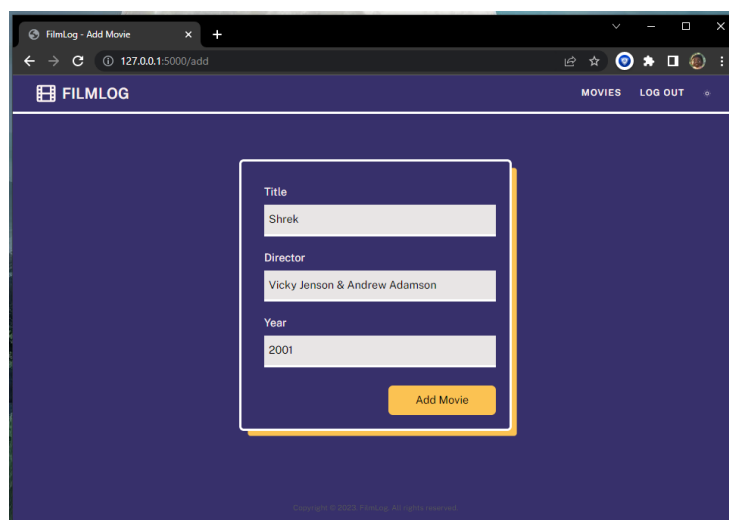 FilmLog - Add Movie
127.0.0.1:5000/add
FILMLOG
MOVIES LOG OUT
Title
Shrek
Director
Vicky Jenson & Andrew Adamson
Year
2001
Add Movie
Copyright © 2023, FilmLog. All rights reserved.